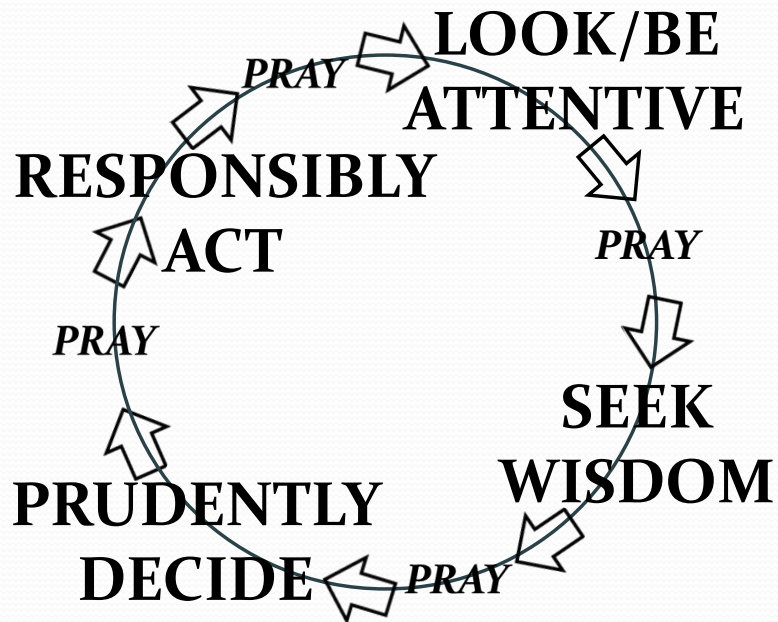 LOOK/BE
ATTENTIVE
PRAY
SEEK
WISDOM
PRAY
PRUDENTLY
DECIDE
PRAY
RESPONSIBLY
ACT
PRAY